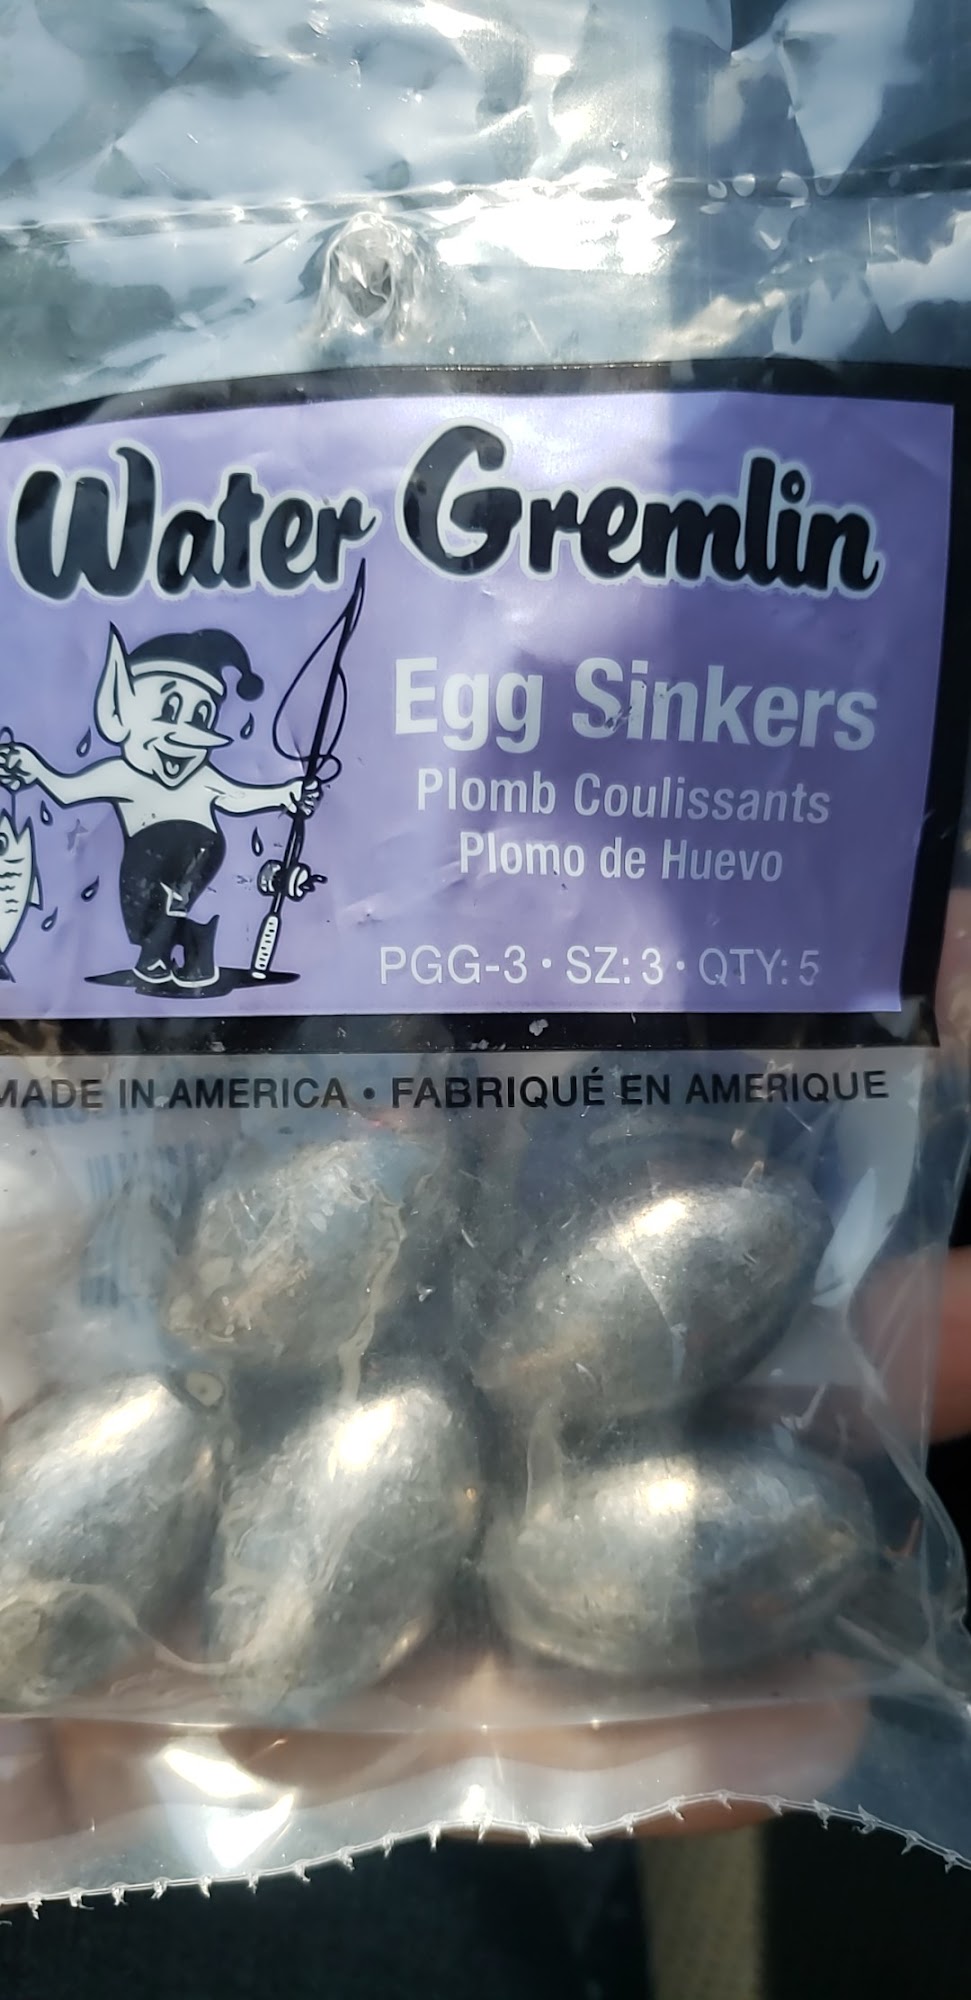 Water Gremlin
Egg Sinkers
Plomb Coulissants
Plomo de Huevo
PGG-3 • SZ: 3 • QTY: 5
MADE IN AMERICA • FABRIQUÉ EN AMERIQUE